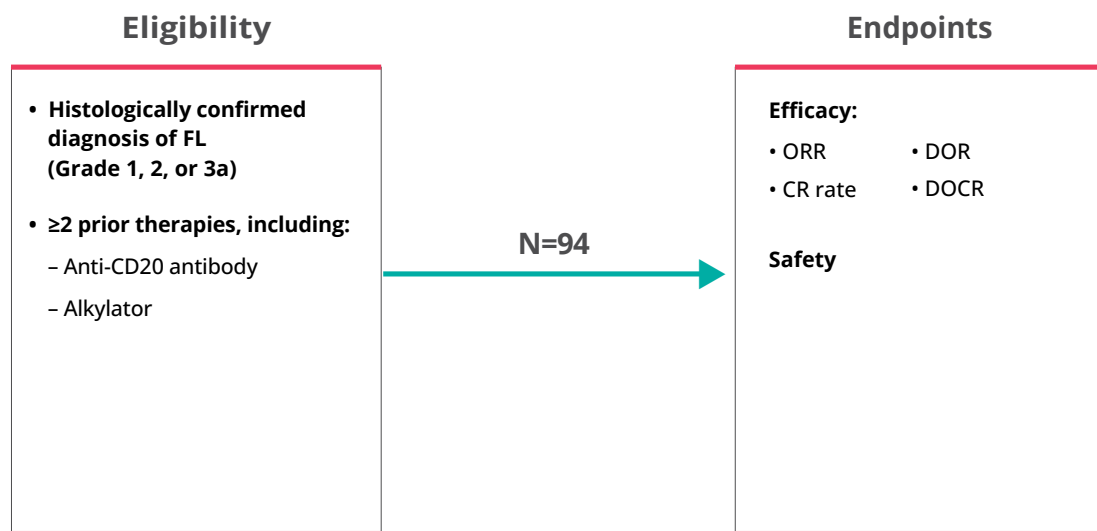 Eligibility
• Histologically confirmed
diagnosis of FL
(Grade 1, 2, or 3a)
• ≥2 prior therapies, including:
– Anti-CD20 antibody
– Alkylator
N=94
Endpoints
Efficacy:
• ORR • DOR
• CR rate • DOCR
Safety